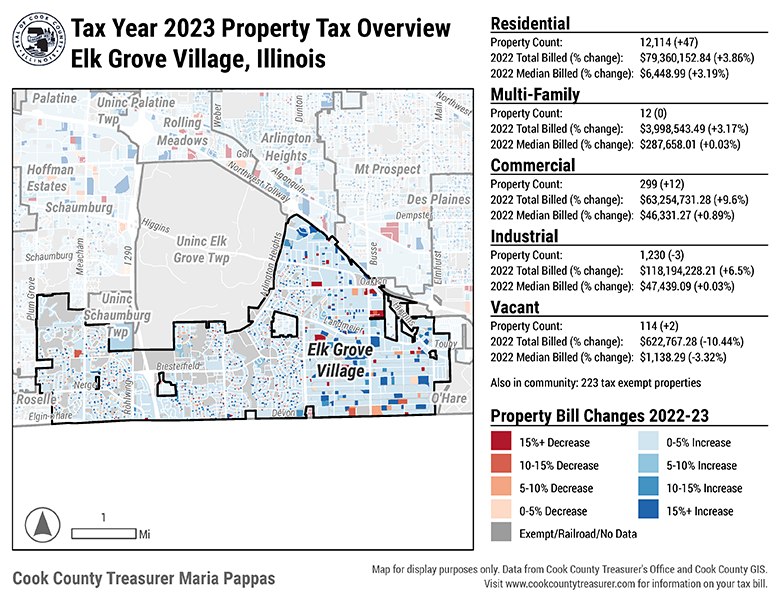 Tax Year 2023 Property Tax Overview
Elk Grove Village, Illinois
Palatine
Uninc Palatine
Twp
Rolling
Meadows
Weber
Dunton
Arlington
Heights
Main
Northwest
Golf
Northwest Tollway
Algonquin
Mt Prospect
Hoffman
Estates
Schaumburg
Des Plaines
Dempster
Higgins
Uninc Elk
Grove Twp
Schaumburg
Meacham
I 290
Arlington Heights
Busse
Elmhurst
Plum Grove
Uninc
Schaumburg
Twp
Oakton
Higgins
Landmeier
Touhy
Elk Grove
Village
Biesterfield
Nerge
Rohlwing
Roselle
Elgin-Ohare
Devon
O'Hare
1
Mi
Cook County Treasurer Maria Pappas
Residential
Property Count: 12,114 (+47)
2022 Total Billed (% change): $79,360,152.84 (+3.86%)
2022 Median Billed (% change): $6,448.99 (+3.19%)
Multi-Family
Property Count: 12 (0)
2022 Total Billed (% change): $3,998,543.49 (+3.17%)
2022 Median Billed (% change): $287,658.01 (+0.03%)
Commercial
Property Count: 299 (+12)
2022 Total Billed (% change): $63,254,731.28 (+9.6%)
2022 Median Billed (% change): $46,331.27 (+0.89%)
Industrial
Property Count: 1,230 (-3)
2022 Total Billed (% change): $118,194,228.21 (+6.5%)
2022 Median Billed (% change): $47,439.09 (+0.03%)
Vacant
Property Count: 114 (+2)
2022 Total Billed (% change): $622,767.28 (-10.44%)
2022 Median Billed (% change): $1,138.29 (-3.32%)
Also in community: 223 tax exempt properties
Property Bill Changes 2022-23
15%+ Decrease
0-5% Increase
10-15% Decrease
5-10% Increase
5-10% Decrease
10-15% Increase
0-5% Decrease
15%+ Increase
Exempt/Railroad/No Data
Map for display purposes only. Data from Cook County Treasurer's Office and Cook County GIS.
Visit www.cookcountytreasurer.com for information on your tax bill.